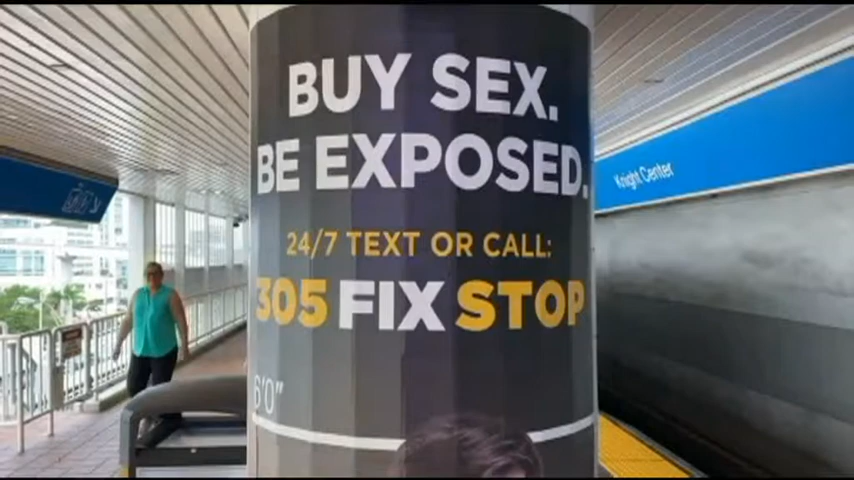 BUY SEX.
BE EXPOSED.
24/7 TEXT OR CALL:
305 FIX STOP
6'0"
Knight Center